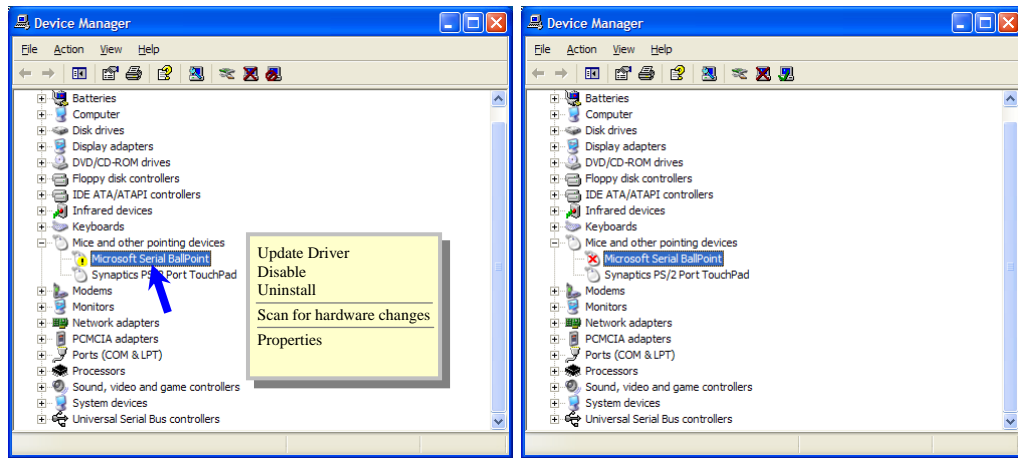 Device Manager
File Action View Help
Batteries
Computer
Disk drives
Display adapters
DVD/CD-ROM drives
Floppy disk controllers
IDE ATA/ATAPI controllers
Infrared devices
Keyboards
Mice and other pointing devices
Microsoft Serial BallPoint
Synaptics PS/2 Port TouchPad
Modems
Monitors
Network adapters
PCMCIA adapters
Ports (COM & LPT)
Processors
Sound, video and game controllers
System devices
Universal Serial Bus controllers
Update Driver
Disable
Uninstall
Scan for hardware changes
Properties
Device Manager
File Action View Help
Batteries
Computer
Disk drives
Display adapters
DVD/CD-ROM drives
Floppy disk controllers
IDE ATA/ATAPI controllers
Infrared devices
Keyboards
Mice and other pointing devices
Microsoft Serial BallPoint
Synaptics PS/2 Port TouchPad
Modems
Monitors
Network adapters
PCMCIA adapters
Ports (COM & LPT)
Processors
Sound, video and game controllers
System devices
Universal Serial Bus controllers